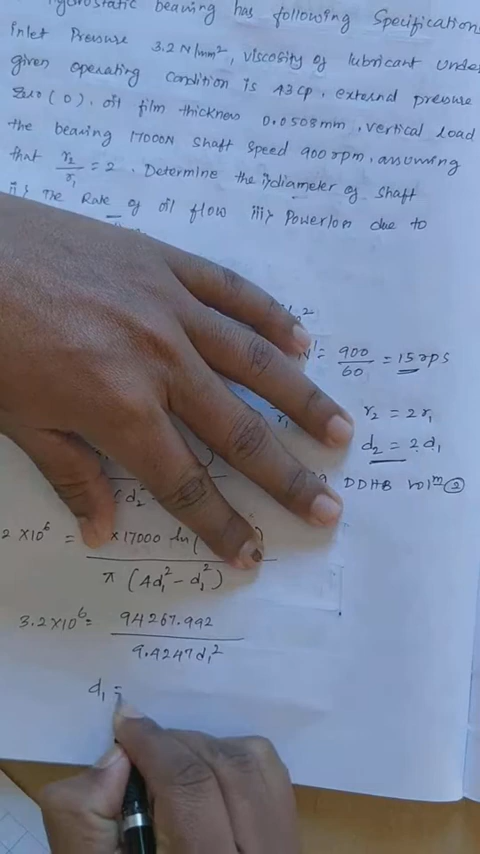 Hydrostatic bearing has following Specifications
inlet Pressure 3.2 N/mm², viscosity of lubricant under
given operating Condition is 43 cp, external pressure
zero (0), oil film thickness 0.0508mm, vertical load
the bearing 17000N Shaft speed 900 rpm, assuming
that r₂/r₁ = 2. Determine the i) diameter of shaft
ii) The Rate of oil flow iii) Powerloss due to
N' = 900/60 = 15 rps
r₂ = 2r₁
d₂ = 2d₁
DDHB Vol (2)
2 × 10⁶ = × 17000 ln(
π (4d₁² - d₁²)
3.2 × 10⁶ = 94267.992 / 9.4247d₁²
d₁ =